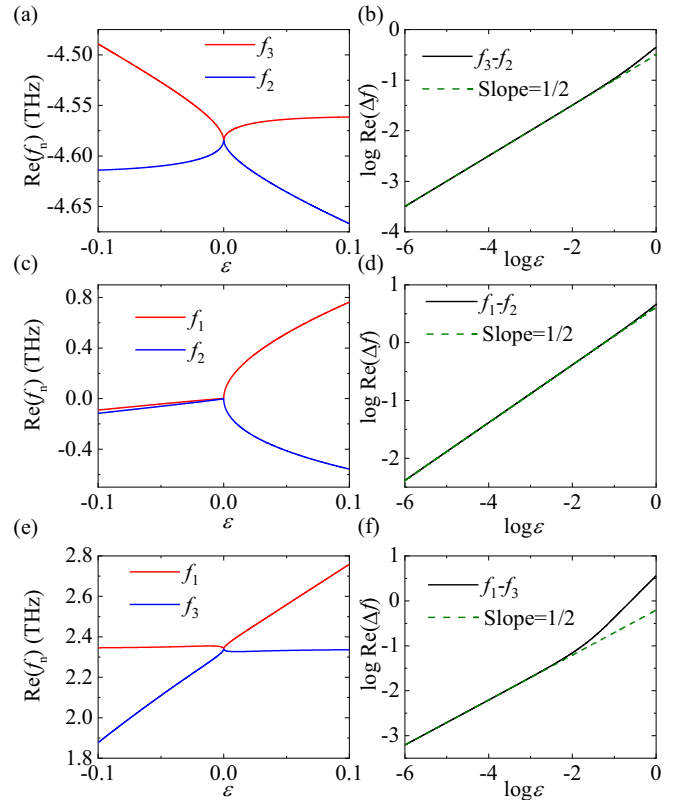 (a)
-4.50
-4.55
-4.60
-4.65
Re(fₙ) (THz)
f₃
f₂
-0.1
0.0
0.1
ε
(b)
0
-1
-2
-3
-4
log Re(Δf)
f₃-f₂
Slope=1/2
-6
-4
-2
0
logε
(c)
0.8
0.4
0.0
-0.4
Re(fₙ) (THz)
f₁
f₂
-0.1
0.0
0.1
ε
(d)
1
0
-1
-2
log Re(Δf)
f₁-f₂
Slope=1/2
-6
-4
-2
0
logε
(e)
2.8
2.6
2.4
2.2
2.0
1.8
Re(fₙ) (THz)
f₁
f₃
-0.1
0.0
0.1
ε
(f)
1
0
-1
-2
-3
log Re(Δf)
f₁-f₃
Slope=1/2
-6
-4
-2
0
logε